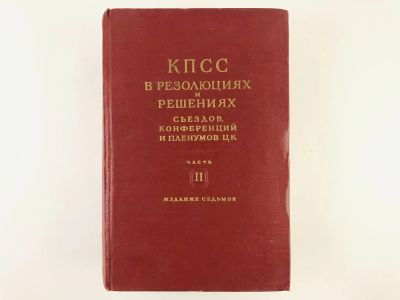 КПСС
В РЕЗОЛЮЦИЯХ
И
РЕШЕНИЯХ
СЪЕЗДОВ,
КОНФЕРЕНЦИЙ
И ПЛЕНУМОВ ЦК
ЧАСТЬ
II
ИЗДАНИЕ СЕДЬМОЕ